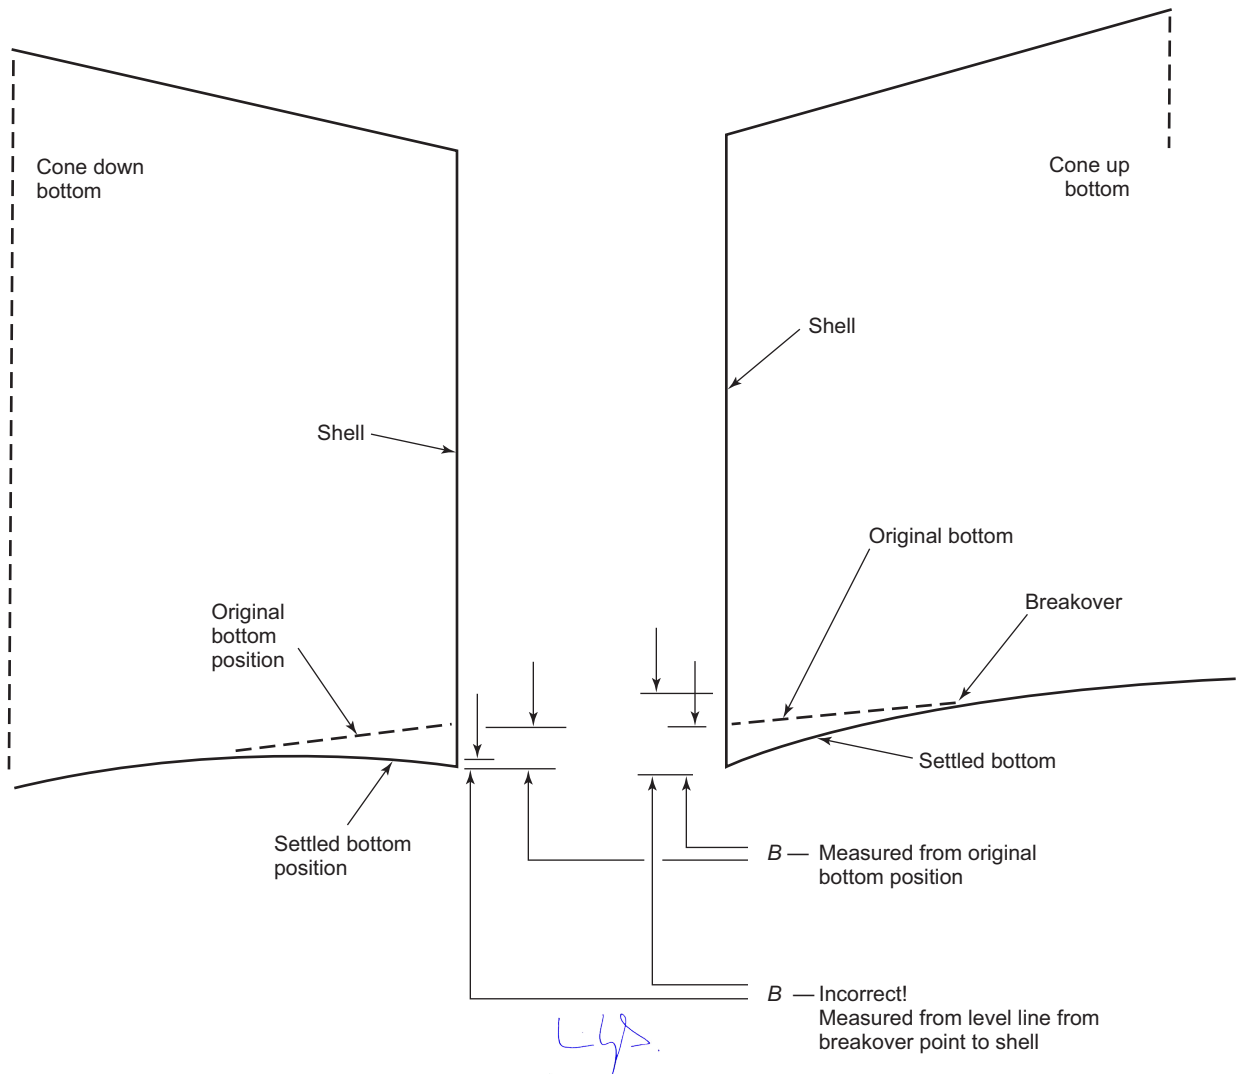 Cone down
bottom
Cone up
bottom
Shell
Shell
Original bottom
Breakover
Original
bottom
position
Settled bottom
Settled bottom
position
B — Measured from original
bottom position
B — Incorrect!
Measured from level line from
breakover point to shell